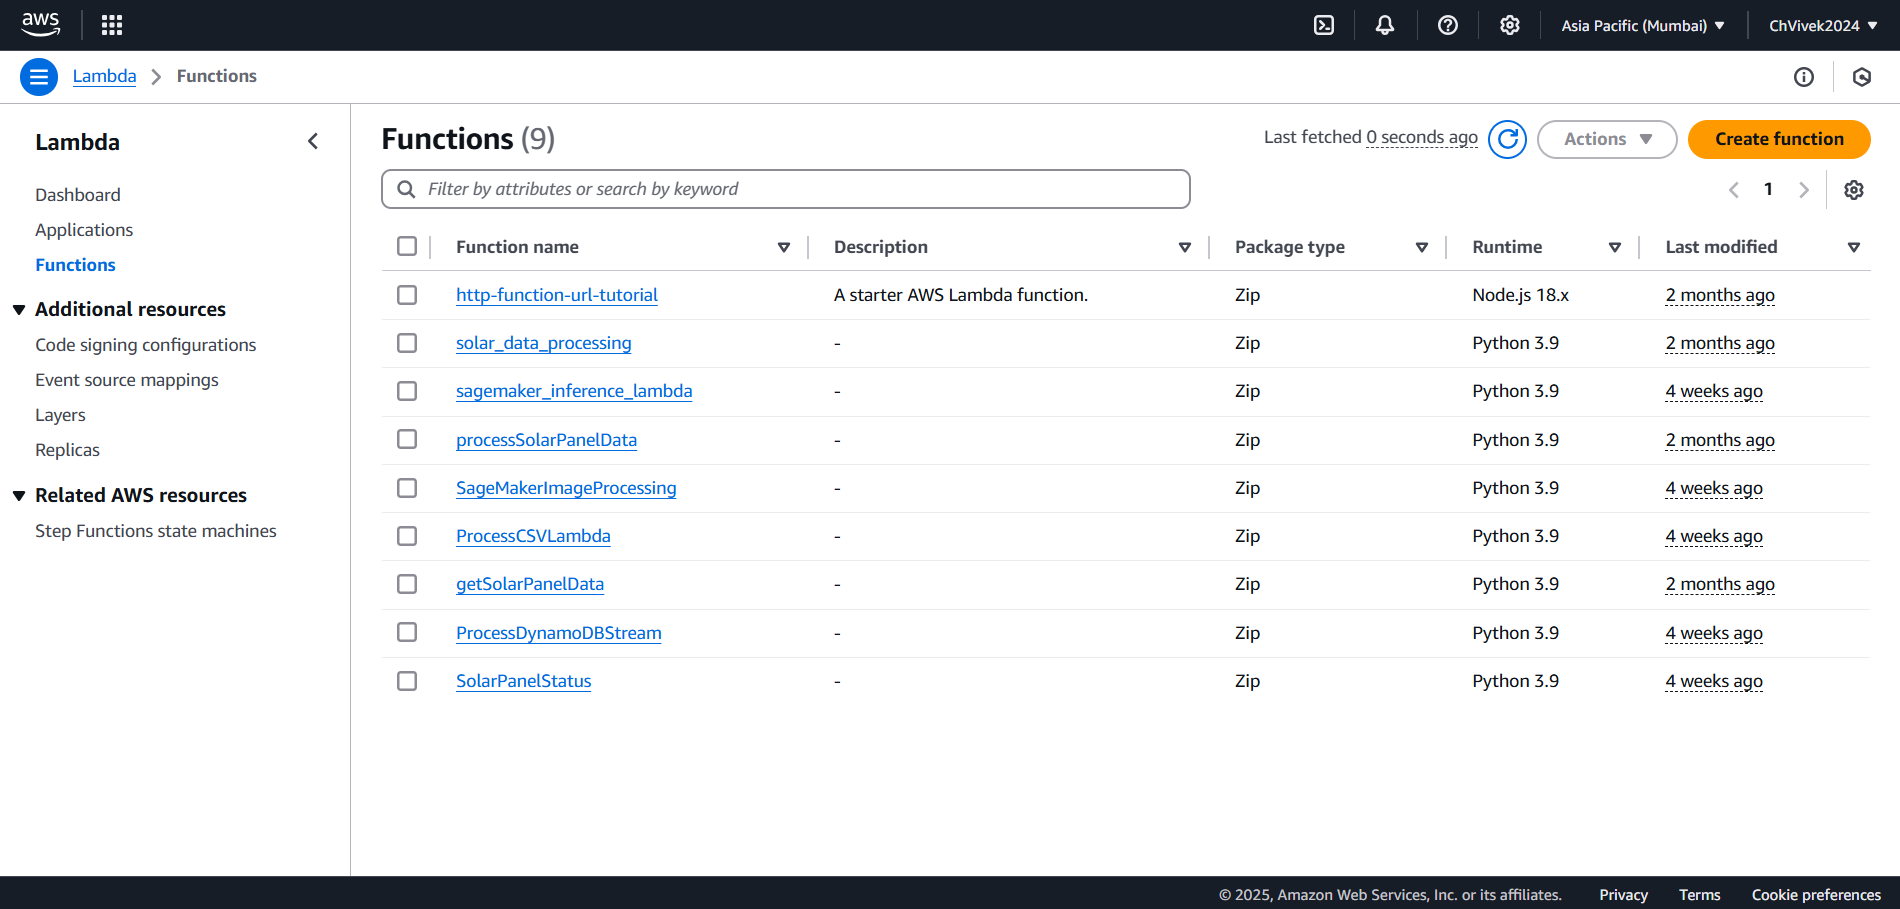 aws
Asia Pacific (Mumbai) ChVivek2024
Lambda Functions
Lambda
Dashboard
Applications
Functions
Additional resources
Code signing configurations
Event source mappings
Layers
Replicas
Related AWS resources
Step Functions state machines
Functions (9)
Last fetched 0 seconds ago Actions Create function
Filter by attributes or search by keyword
1
Function name Description Package type Runtime Last modified
http-function-url-tutorial A starter AWS Lambda function. Zip Node.js 18.x 2 months ago
solar_data_processing - Zip Python 3.9 2 months ago
sagemaker_inference_lambda - Zip Python 3.9 4 weeks ago
processSolarPanelData - Zip Python 3.9 2 months ago
SageMakerImageProcessing - Zip Python 3.9 4 weeks ago
ProcessCSVLambda - Zip Python 3.9 4 weeks ago
getSolarPanelData - Zip Python 3.9 2 months ago
ProcessDynamoDBStream - Zip Python 3.9 4 weeks ago
SolarPanelStatus - Zip Python 3.9 4 weeks ago
© 2025, Amazon Web Services, Inc. or its affiliates. Privacy Terms Cookie preferences